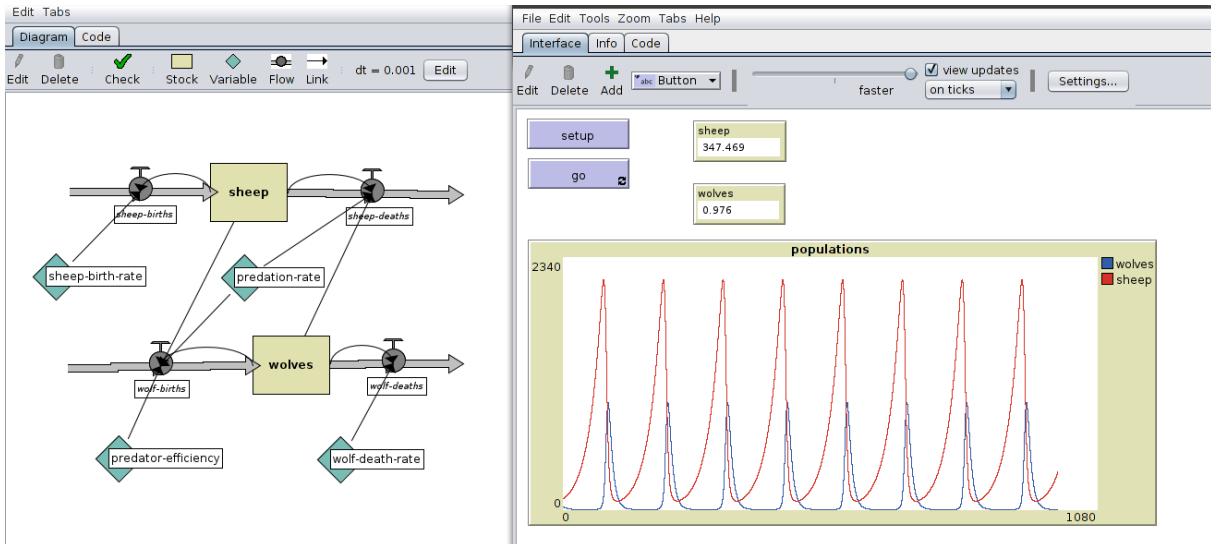 Edit Tabs
Diagram Code
Edit Delete Check Stock Variable Flow Link dt = 0.001 Edit
sheep
sheep-births
sheep-deaths
sheep-birth-rate
predation-rate
wolves
wolf-births
wolf-deaths
predator-efficiency
wolf-death-rate
File Edit Tools Zoom Tabs Help
Interface Info Code
Edit Delete Add abc Button faster view updates
on ticks
Settings...
setup
go
sheep
347.469
wolves
0.976
populations
2340
0
0
1080
wolves
sheep